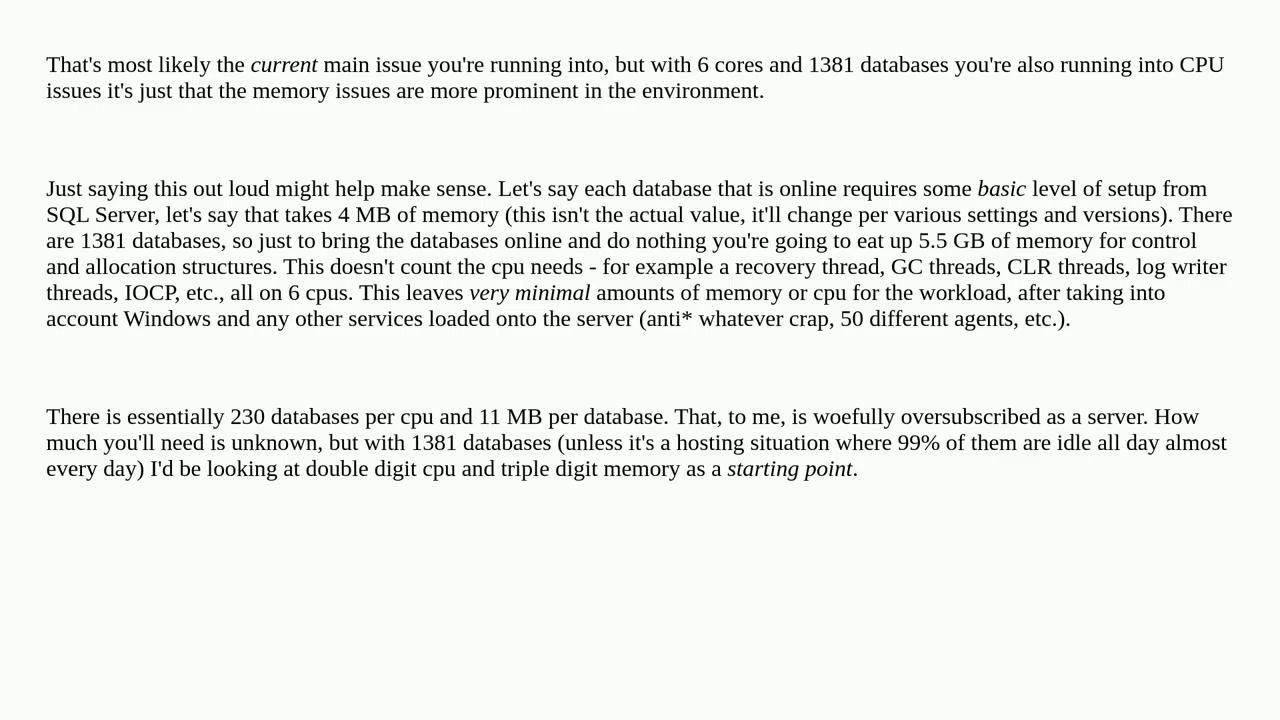 That's most likely the current main issue you're running into, but with 6 cores and 1381 databases you're also running into CPU
issues it's just that the memory issues are more prominent in the environment.
Just saying this out loud might help make sense. Let's say each database that is online requires some basic level of setup from
SQL Server, let's say that takes 4 MB of memory (this isn't the actual value, it'll change per various settings and versions). There
are 1381 databases, so just to bring the databases online and do nothing you're going to eat up 5.5 GB of memory for control
and allocation structures. This doesn't count the cpu needs - for example a recovery thread, GC threads, CLR threads, log writer
threads, IOCP, etc., all on 6 cpus. This leaves very minimal amounts of memory or cpu for the workload, after taking into
account Windows and any other services loaded onto the server (anti* whatever crap, 50 different agents, etc.).
There is essentially 230 databases per cpu and 11 MB per database. That, to me, is woefully oversubscribed as a server. How
much you'll need is unknown, but with 1381 databases (unless it's a hosting situation where 99% of them are idle all day almost
every day) I'd be looking at double digit cpu and triple digit memory as a starting point.